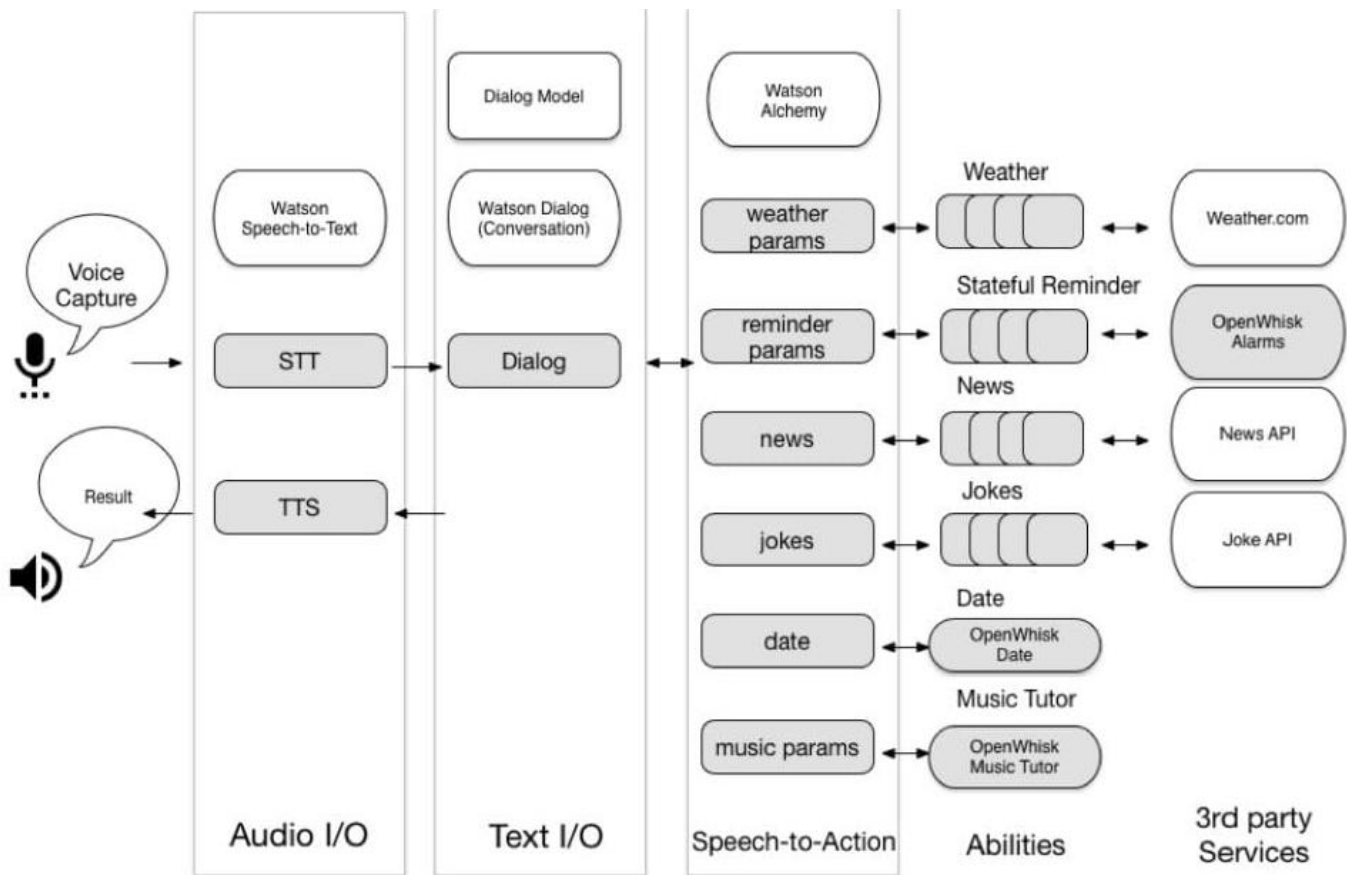 Voice
Capture
Result
Watson
Speech-to-Text
STT
TTS
Audio I/O
Dialog Model
Watson Dialog
(Conversation)
Dialog
Text I/O
Watson
Alchemy
weather
params
reminder
params
news
jokes
date
music params
Speech-to-Action
Weather
Stateful Reminder
News
Jokes
Date
OpenWhisk
Date
Music Tutor
OpenWhisk
Music Tutor
Abilities
Weather.com
OpenWhisk
Alarms
News API
Joke API
3rd party
Services